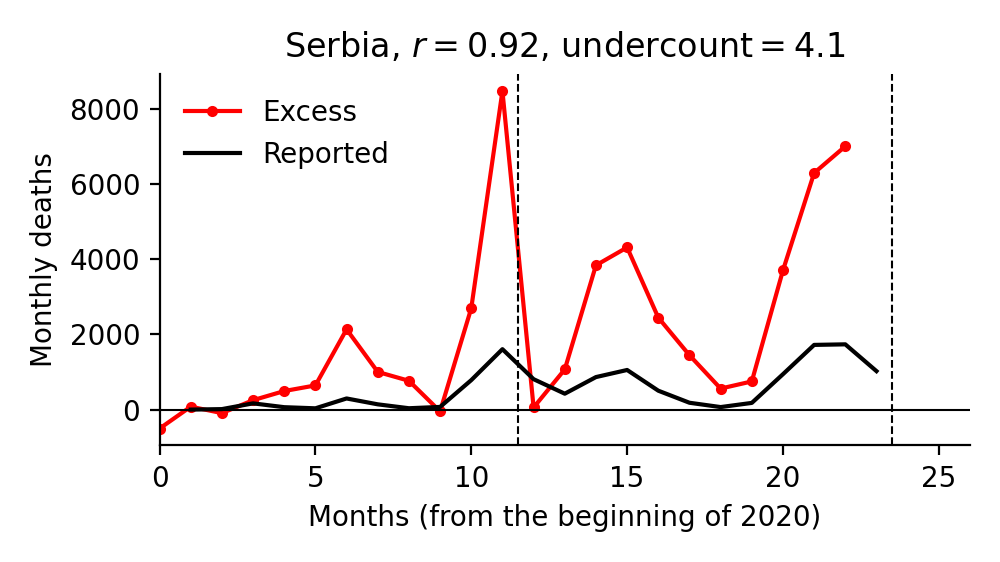 Serbia, r = 0.92, undercount = 4.1
Excess
Reported
8000
6000
4000
2000
0
Monthly deaths
0 5 10 15 20 25
Months (from the beginning of 2020)